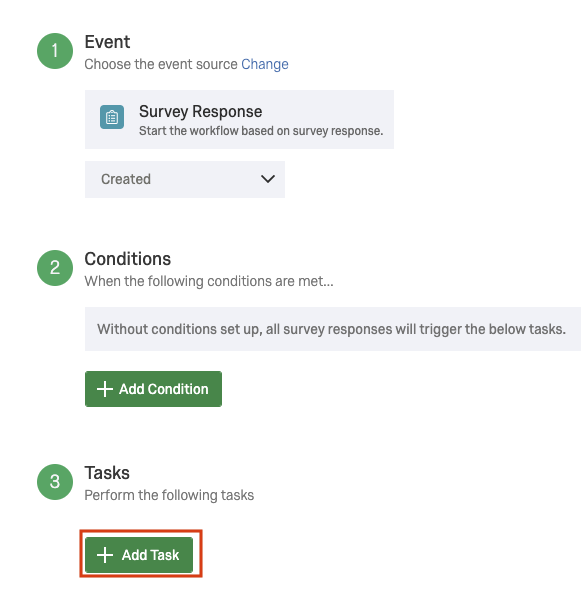 1
Event
Choose the event source Change
Survey Response
Start the workflow based on survey response.
Created
2
Conditions
When the following conditions are met...
Without conditions set up, all survey responses will trigger the below tasks.
Add Condition
3
Tasks
Perform the following tasks
Add Task